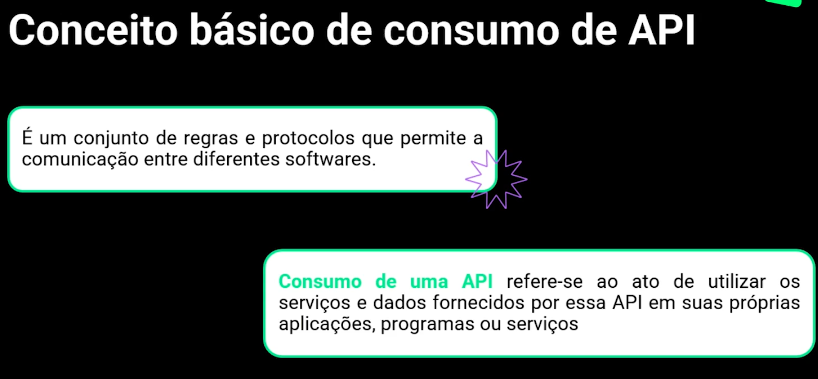 Conceito básico de consumo de API
É um conjunto de regras e protocolos que permite a
comunicação entre diferentes softwares.
Consumo de uma API refere-se ao ato de utilizar os
serviços e dados fornecidos por essa API em suas próprias
aplicações, programas ou serviços